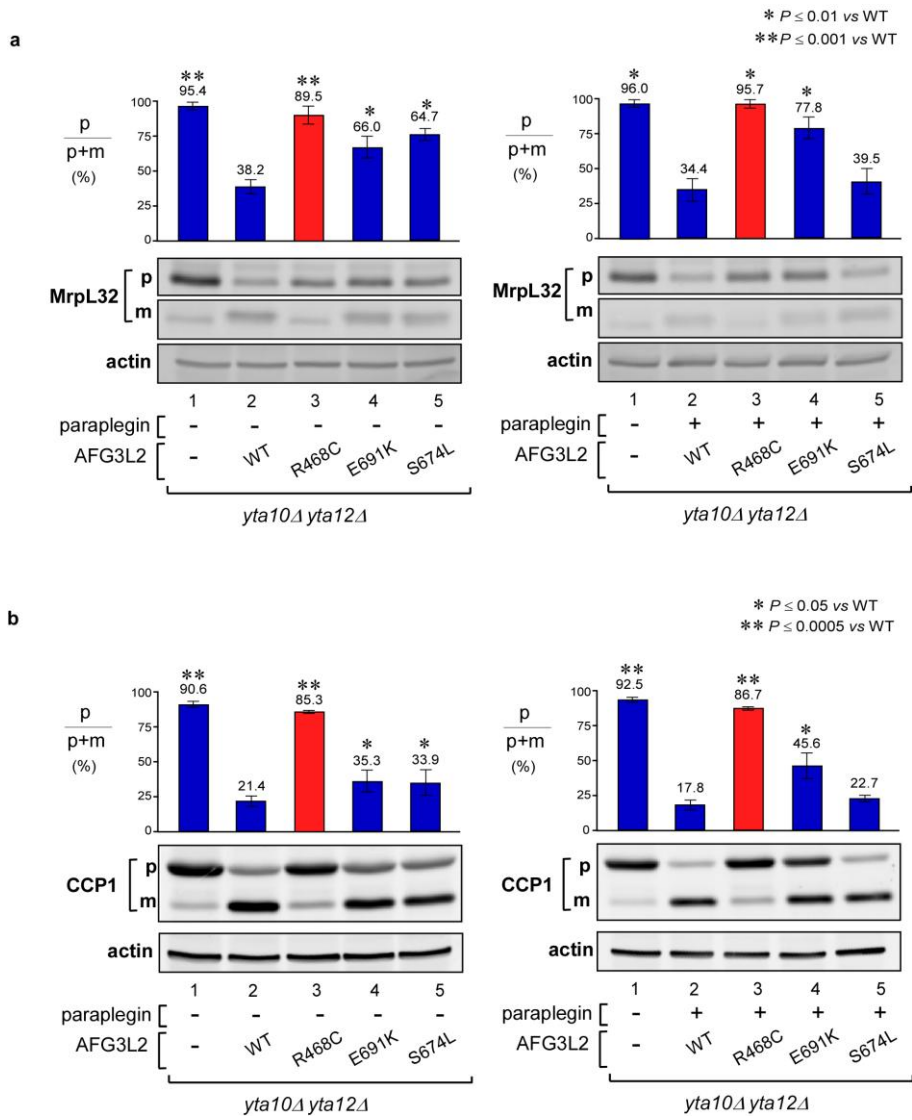 * P ≤ 0.01 vs WT
a
**P ≤ 0.001 vs WT
** ** * *
95.4 38.2 89.5 66.0 64.7
p
p+m
(%)
100
75
50
25
0
MrpL32 [ p
m
actin
1 2 3 4 5
paraplegin [ - - - - -
AFG3L2 [ - WT R468C E691K S674L
yta10Δ yta12Δ
* * *
96.0 34.4 95.7 77.8 39.5
p
p+m
(%)
100
75
50
25
0
MrpL32 [ p
m
actin
1 2 3 4 5
paraplegin [ - + + + +
AFG3L2 [ - WT R468C E691K S674L
yta10Δ yta12Δ
* P ≤ 0.05 vs WT
b
** P ≤ 0.0005 vs WT
** ** * *
90.6 21.4 85.3 35.3 33.9
p
p+m
(%)
100
75
50
25
0
CCP1 [ p
m
actin
1 2 3 4 5
paraplegin [ - - - - -
AFG3L2 [ - WT R468C E691K S674L
yta10Δ yta12Δ
** ** *
92.5 17.8 86.7 45.6 22.7
p
p+m
(%)
100
75
50
25
0
CCP1 [ p
m
actin
1 2 3 4 5
paraplegin [ - + + + +
AFG3L2 [ - WT R468C E691K S674L
yta10Δ yta12Δ